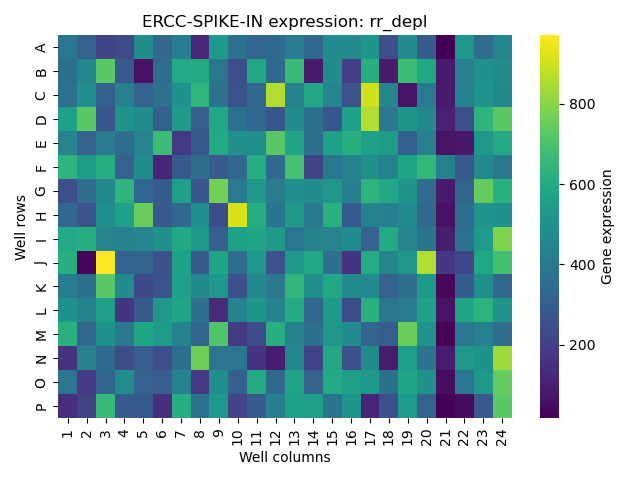 ERCC-SPIKE-IN expression: rr_depl
A
B
C
D
E
F
G
H
I
J
K
L
M
N
O
P
Well rows
1 2 3 4 5 6 7 8 9 10 11 12 13 14 15 16 17 18 19 20 21 22 23 24
Well columns
800
600
400
200
Gene expression